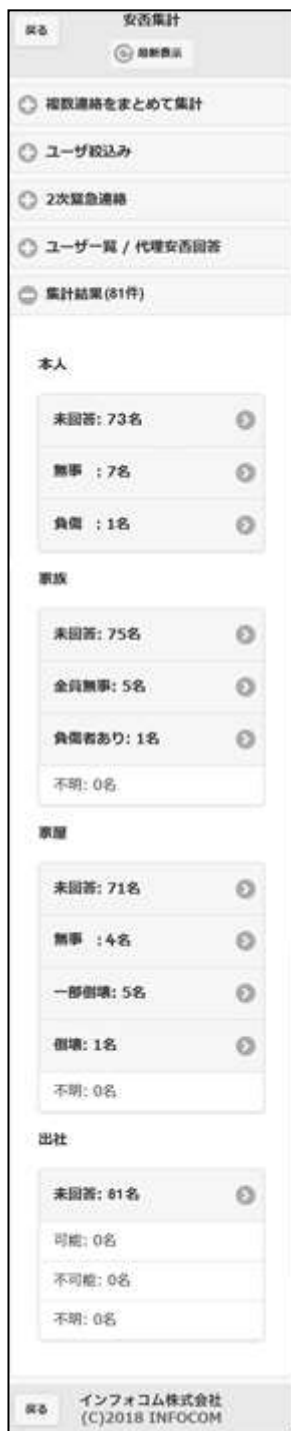 戻る
安否集計
最新表示
複数連絡をまとめて集計
ユーザ絞込み
2次緊急連絡
ユーザ一覧 / 代理安否回答
集計結果(81件)
本人
未回答: 73名
無事 : 7名
負傷 : 1名
家族
未回答: 75名
全員無事: 5名
負傷者あり: 1名
不明: 0名
家屋
未回答: 71名
無事 : 4名
一部倒壊: 5名
倒壊: 1名
不明: 0名
出社
未回答: 81名
可能: 0名
不可能: 0名
不明: 0名
戻る
インフォコム株式会社
(C)2018 INFOCOM